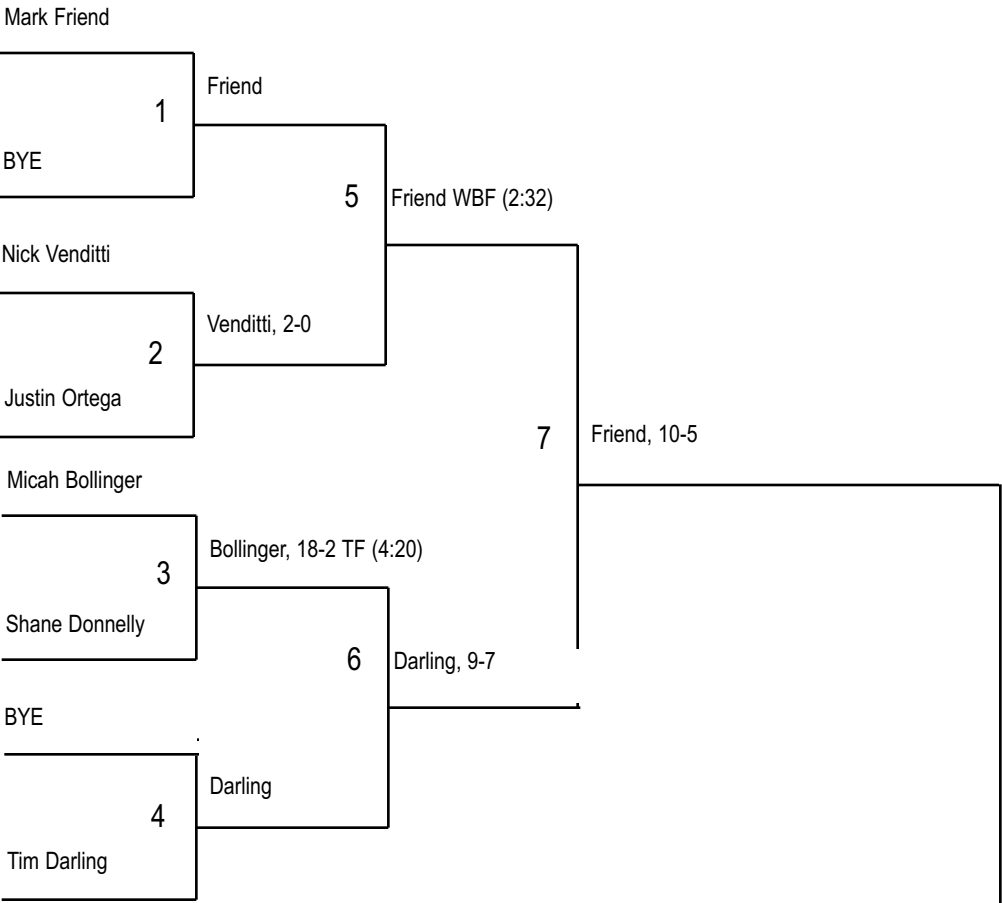 Mark Friend
Friend
1
BYE
5
Friend WBF (2:32)
Nick Venditti
Venditti, 2-0
2
Justin Ortega
7
Friend, 10-5
Micah Bollinger
Bollinger, 18-2 TF (4:20)
3
Shane Donnelly
6
Darling, 9-7
BYE
Darling
4
Tim Darling